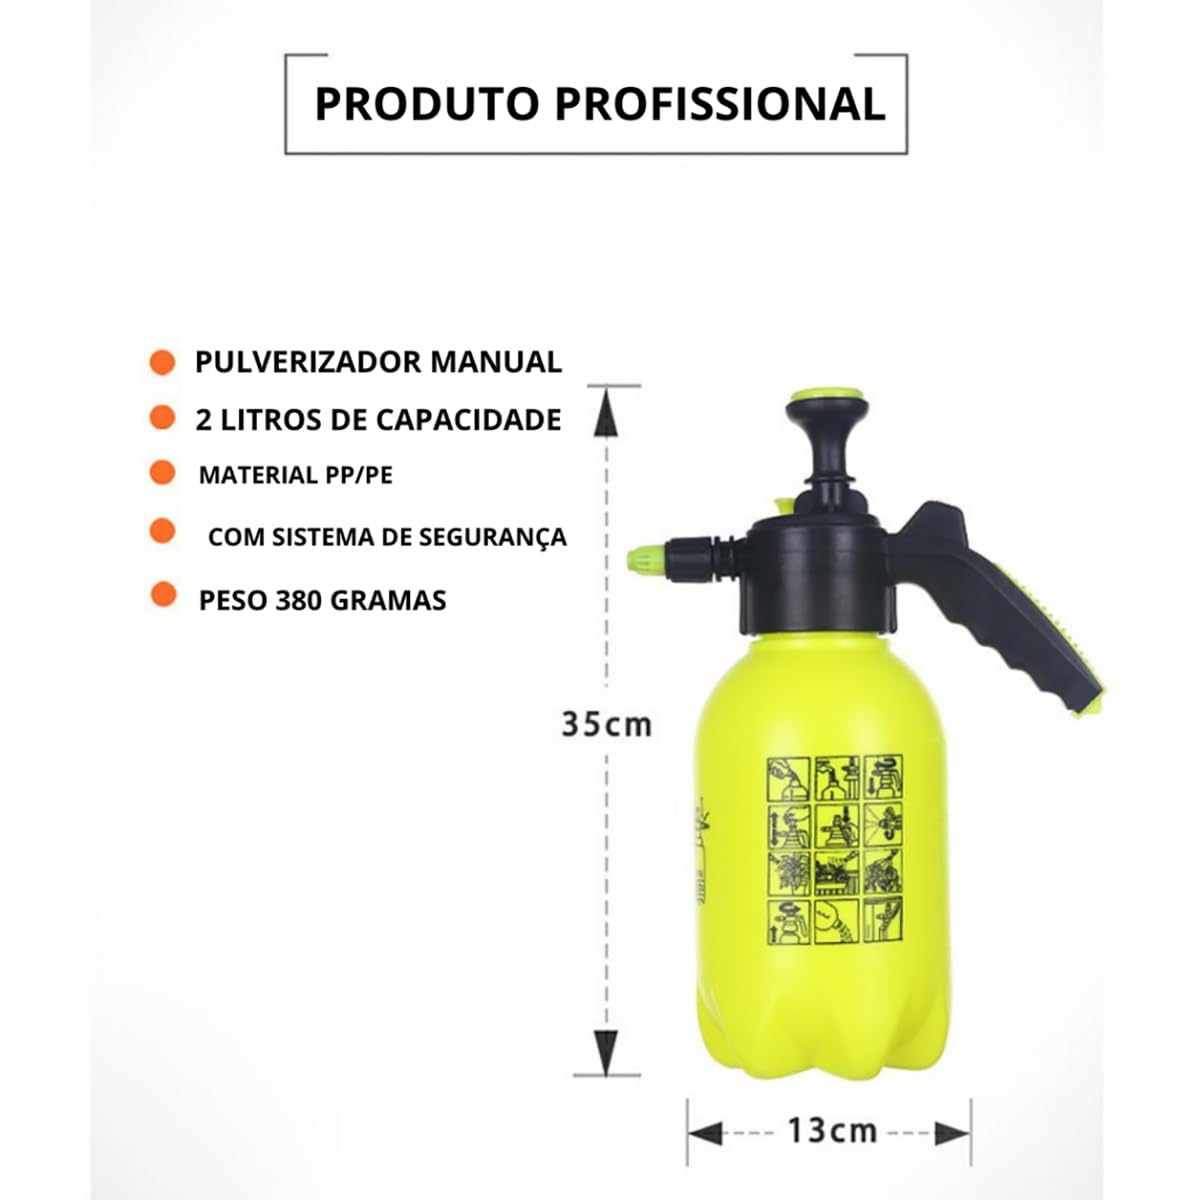 PRODUTO PROFISSIONAL
PULVERIZADOR MANUAL
2 LITROS DE CAPACIDADE
MATERIAL PP/PE
COM SISTEMA DE SEGURANÇA
PESO 380 GRAMAS
35cm
13cm